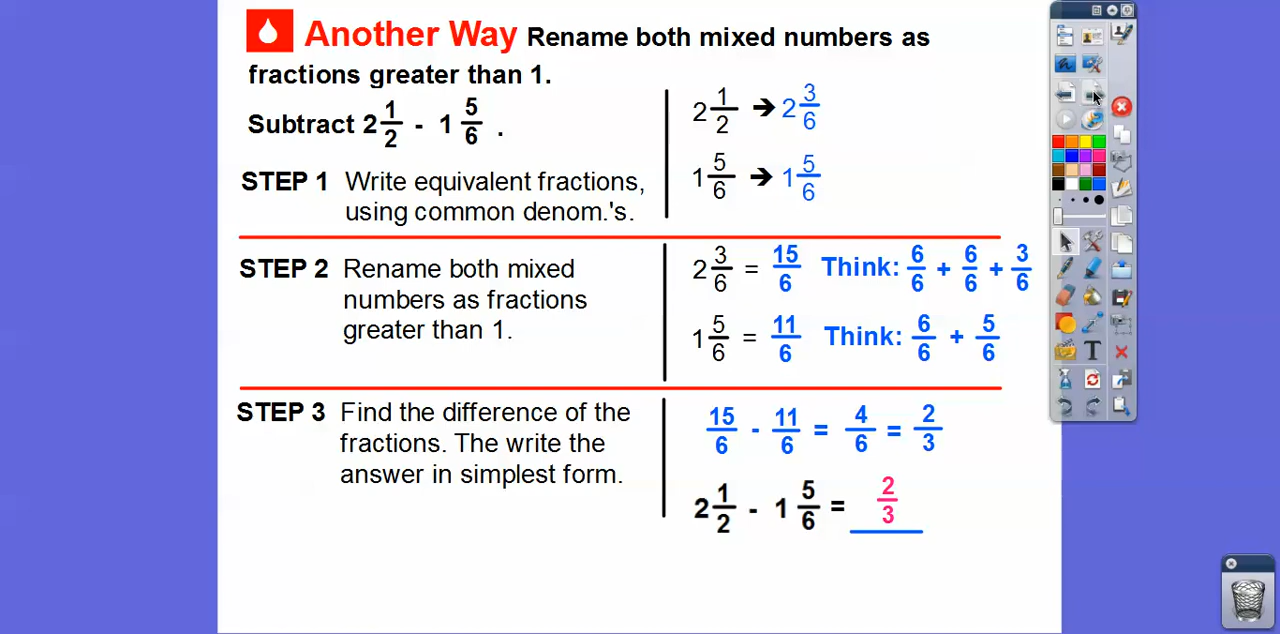 Another Way Rename both mixed numbers as
fractions greater than 1.
Subtract 2 1/2 - 1 5/6 .
2 1/2 → 2 3/6
1 5/6 → 1 5/6
STEP 1 Write equivalent fractions,
using common denom.'s.
STEP 2 Rename both mixed
numbers as fractions
greater than 1.
2 3/6 = 15/6 Think: 6/6 + 6/6 + 3/6
1 5/6 = 11/6 Think: 6/6 + 5/6
STEP 3 Find the difference of the
fractions. The write the
answer in simplest form.
15/6 - 11/6 = 4/6 = 2/3
2 1/2 - 1 5/6 = 2/3
T